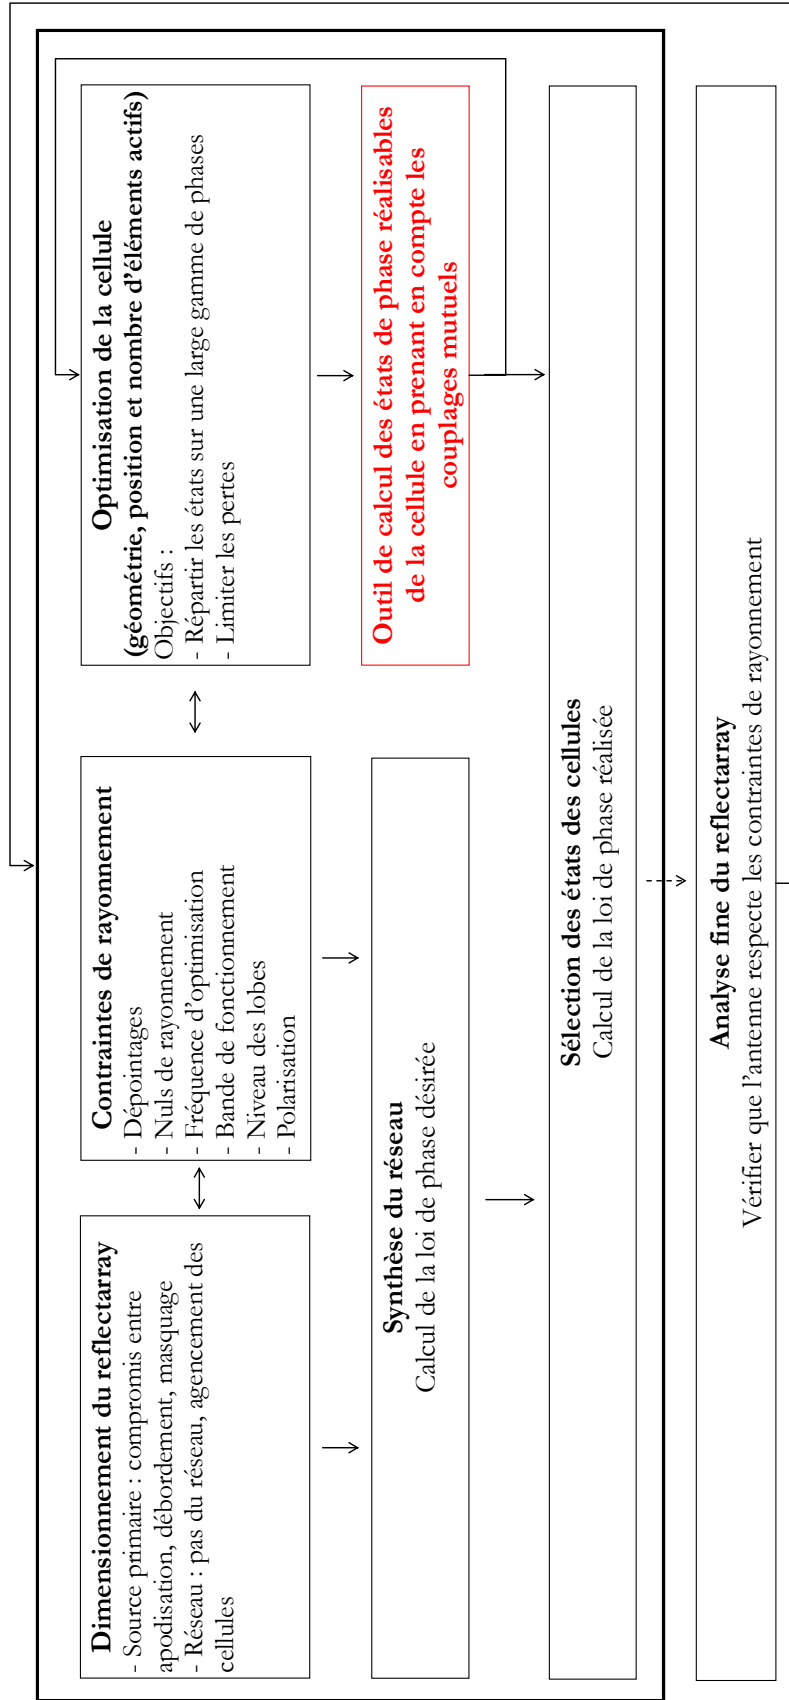 Dimensionnement du reflectarray
- Source primaire : compromis entre
apodisation, débordement, masquage
- Réseau : pas du réseau, agencement des
cellules
Contraintes de rayonnement
- Dépointages
- Nuls de rayonnement
- Fréquence d'optimisation
- Bande de fonctionnement
- Niveau des lobes
- Polarisation
Optimisation de la cellule
(géométrie, position et nombre d'éléments actifs)
Objectifs :
- Répartir les états sur une large gamme de phases
- Limiter les pertes
Synthèse du réseau
Calcul de la loi de phase désirée
Outil de calcul des états de phase réalisables
de la cellule en prenant en compte les
couplages mutuels
Sélection des états des cellules
Calcul de la loi de phase réalisée
Analyse fine du reflectarray
Vérifier que l'antenne respecte les contraintes de rayonnement